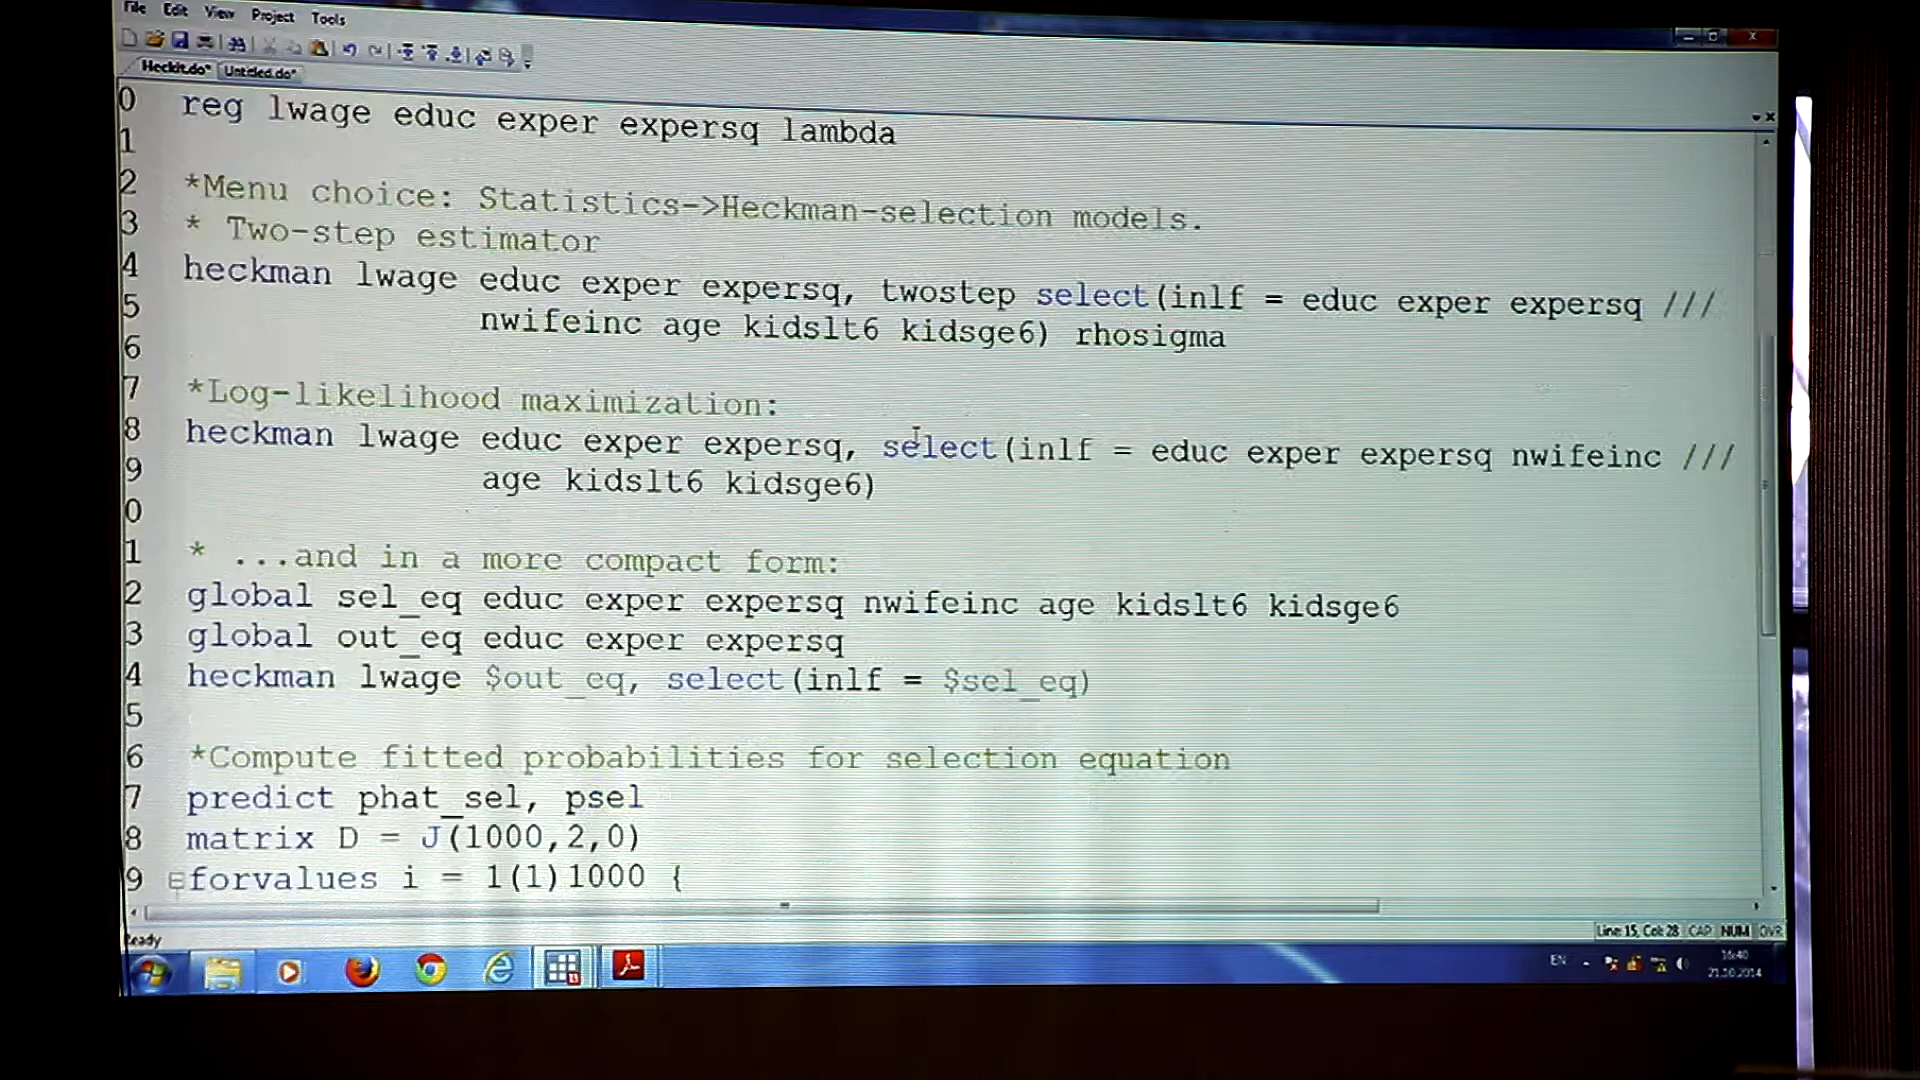 File Edit View Project Tools
Heckit.do* Untitled.do*
0 reg lwage educ exper expersq lambda
1
2 *Menu choice: Statistics->Heckman-selection models.
3 * Two-step estimator
4 heckman lwage educ exper expersq, twostep select(inlf = educ exper expersq ///
5 nwifeinc age kidslt6 kidsge6) rhosigma
6
7 *Log-likelihood maximization:
8 heckman lwage educ exper expersq, select(inlf = educ exper expersq nwifeinc ///
9 age kidslt6 kidsge6)
0
1 * ...and in a more compact form:
2 global sel_eq educ exper expersq nwifeinc age kidslt6 kidsge6
3 global out_eq educ exper expersq
4 heckman lwage $out_eq, select(inlf = $sel_eq)
5
6 *Compute fitted probabilities for selection equation
7 predict phat_sel, psel
8 matrix D = J(1000,2,0)
9 forvalues i = 1(1)1000 {
Ready
Line: 15, Col: 28 CAP NUM OVR
EN
16:40
21.10.2014